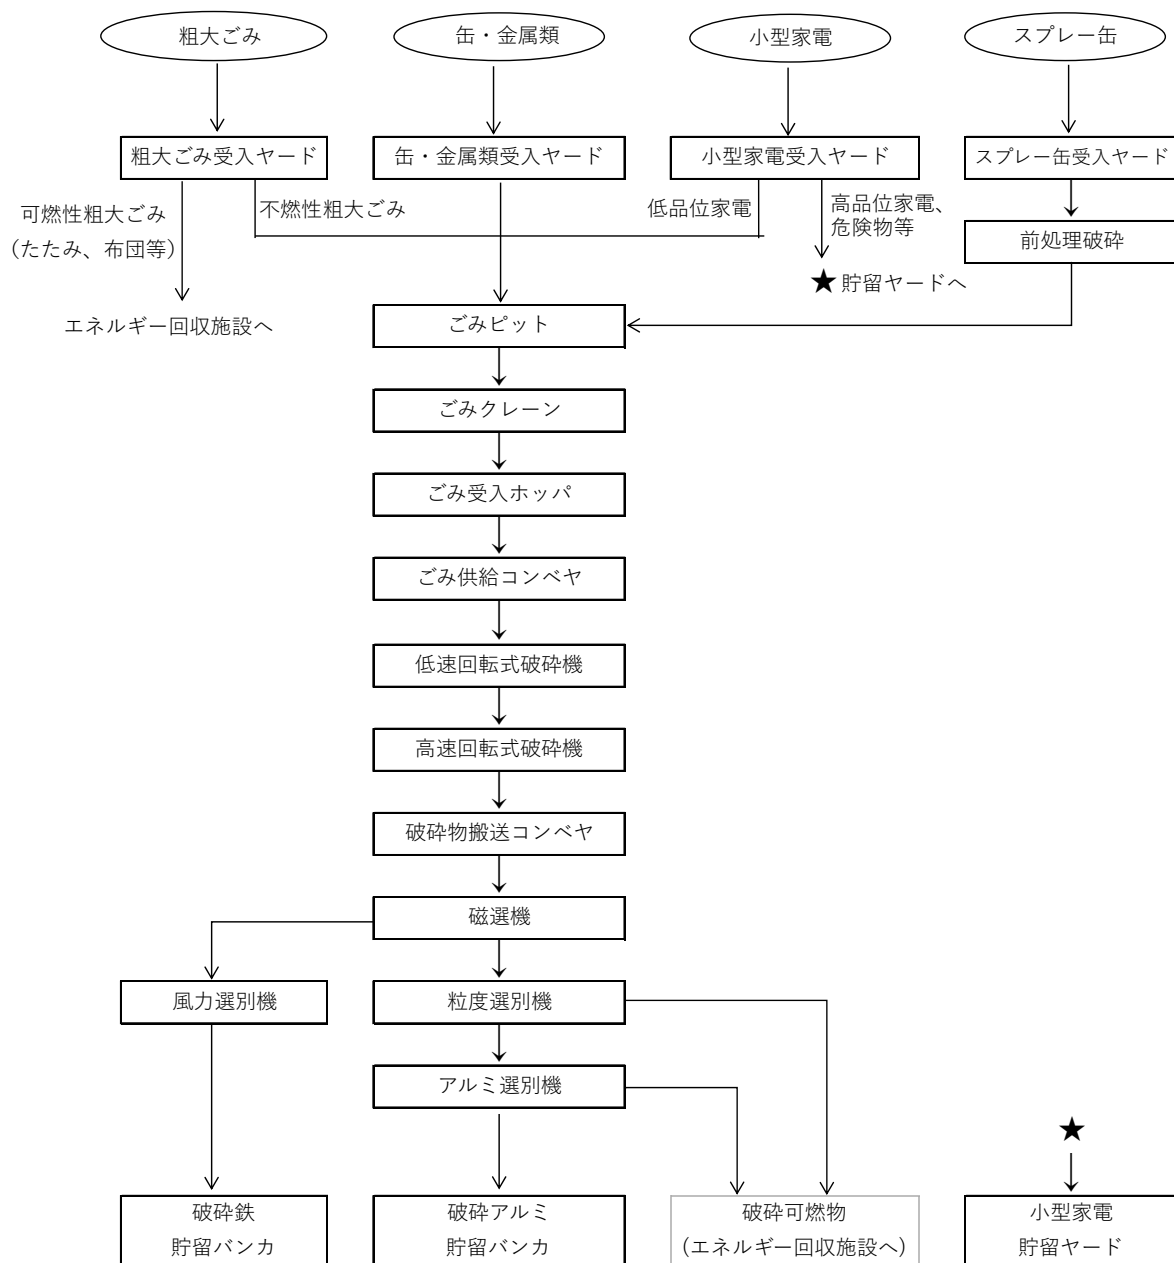 粗大ごみ
缶・金属類
小型家電
スプレー缶
粗大ごみ受入ヤード
缶・金属類受入ヤード
小型家電受入ヤード
スプレー缶受入ヤード
可燃性粗大ごみ
（たたみ、布団等）
不燃性粗大ごみ
低品位家電
高品位家電、
危険物等
前処理破砕
★貯留ヤードへ
エネルギー回収施設へ
ごみピット
ごみクレーン
ごみ受入ホッパ
ごみ供給コンベヤ
低速回転式破砕機
高速回転式破砕機
破砕物搬送コンベヤ
磁選機
風力選別機
粒度選別機
アルミ選別機
★
破砕鉄
貯留バンカ
破砕アルミ
貯留バンカ
破砕可燃物
（エネルギー回収施設へ）
小型家電
貯留ヤード